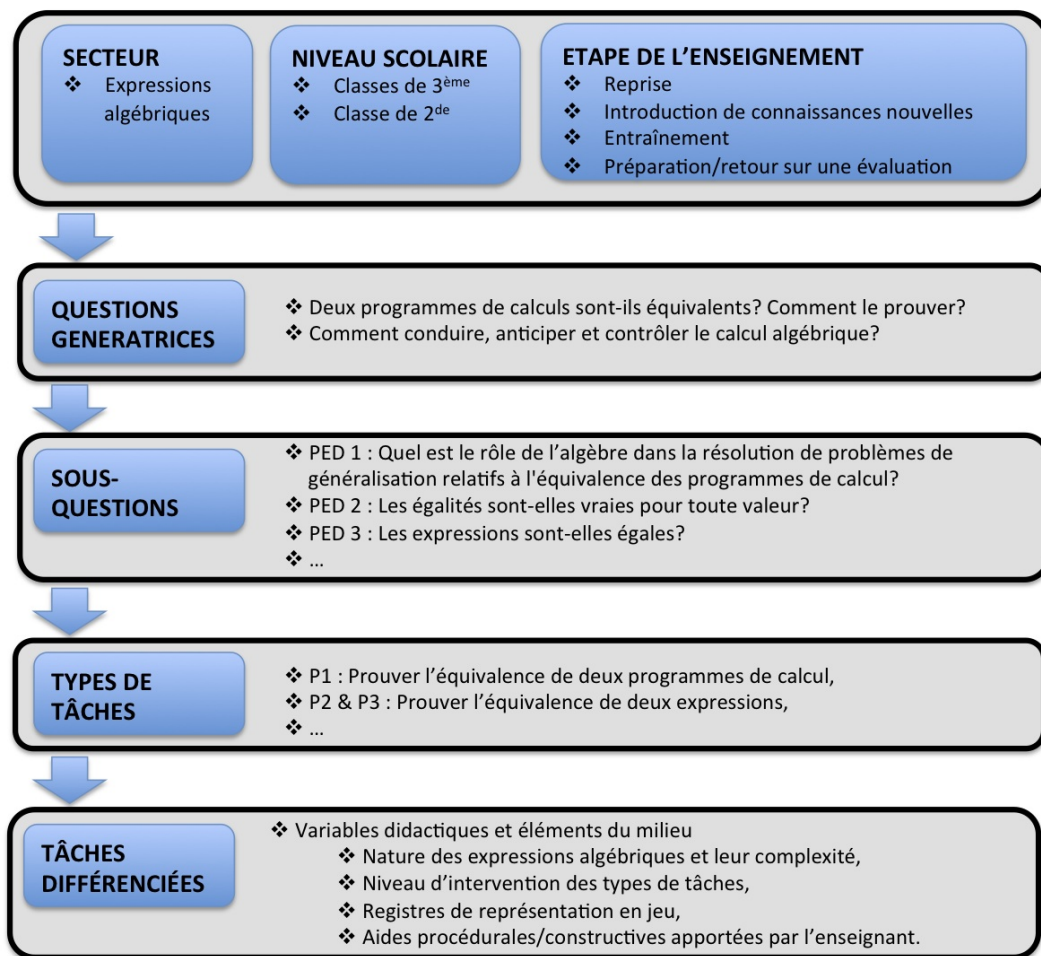 SECTEUR
❖ Expressions
algébriques
NIVEAU SCOLAIRE
❖ Classes de 3ème
❖ Classe de 2de
ETAPE DE L’ENSEIGNEMENT
❖ Reprise
❖ Introduction de connaissances nouvelles
❖ Entraînement
❖ Préparation/retour sur une évaluation
QUESTIONS
GENERATRICES
❖ Deux programmes de calculs sont-ils équivalents? Comment le prouver?
❖ Comment conduire, anticiper et contrôler le calcul algébrique?
SOUS-
QUESTIONS
❖ PED 1 : Quel est le rôle de l’algèbre dans la résolution de problèmes de
généralisation relatifs à l'équivalence des programmes de calcul?
❖ PED 2 : Les égalités sont-elles vraies pour toute valeur?
❖ PED 3 : Les expressions sont-elles égales?
❖ ...
TYPES DE
TÂCHES
❖ P1 : Prouver l’équivalence de deux programmes de calcul,
❖ P2 & P3 : Prouver l’équivalence de deux expressions,
❖ ...
TÂCHES
DIFFÉRENCIÉES
❖ Variables didactiques et éléments du milieu
❖ Nature des expressions algébriques et leur complexité,
❖ Niveau d’intervention des types de tâches,
❖ Registres de représentation en jeu,
❖ Aides procédurales/constructives apportées par l’enseignant.